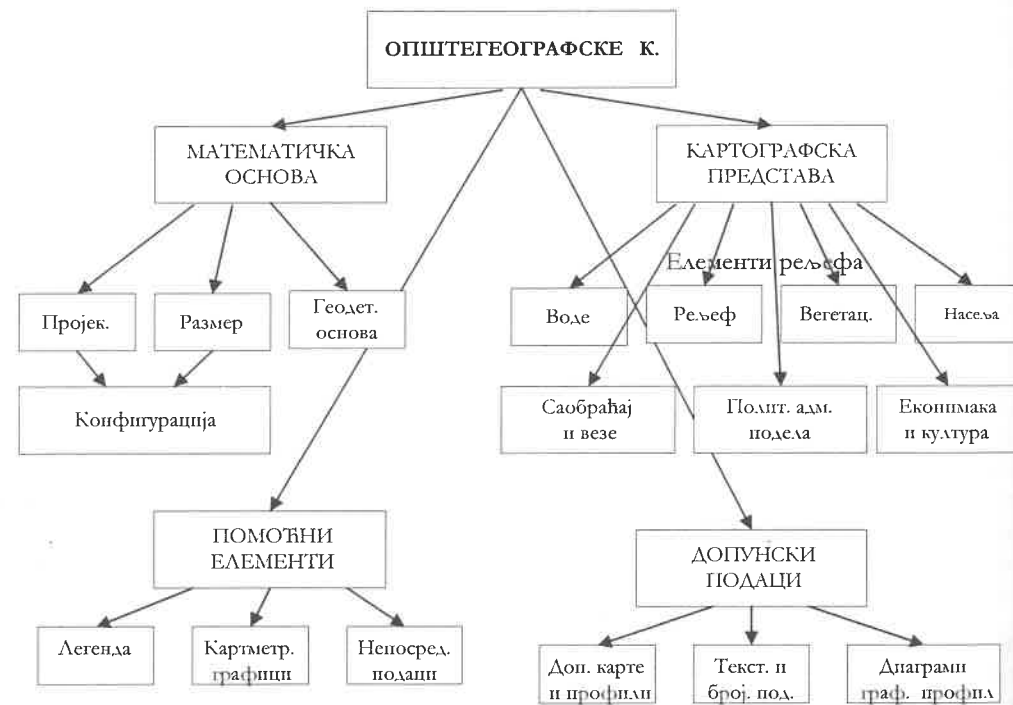 ОПШТЕГЕОГРАФСКЕ К.
МАТЕМАТИЧКА
ОСНОВА
КАРТОГРАФСКА
ПРЕДСТАВА
Елементи рељефа
Пројек.
Размер
Геодет.
основа
Воде
Рељеф
Вегетац.
Насеља
Конфигурација
Саобраћај
и везе
Полит. адм.
подела
Еконимака
и култура
ПОМОЋНИ
ЕЛЕМЕНТИ
ДОПУНСКИ
ПОДАЦИ
Легенда
Картметр.
графици
Непосред.
подаци
Доп. карте
и профили
Текст. и
број. под.
Диаграми
граф. профил